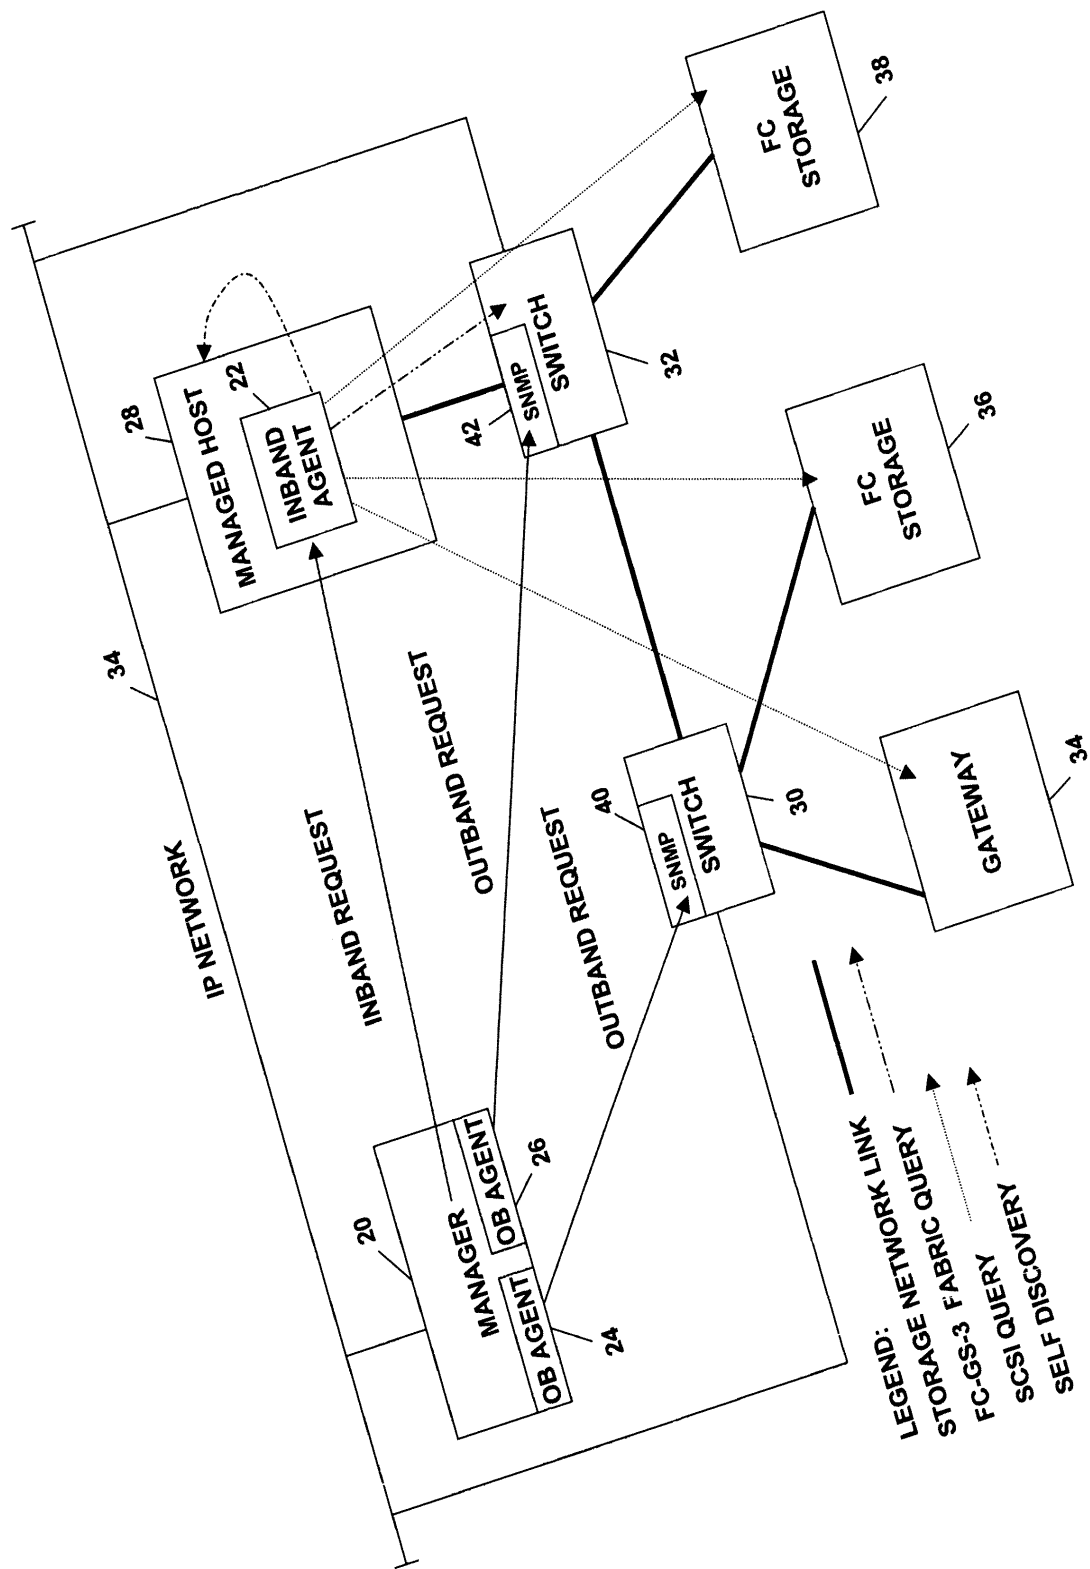 IP NETWORK
34
20
MANAGER
OB AGENT
24
OB AGENT
26
INBAND REQUEST
OUTBAND REQUEST
OUTBAND REQUEST
28
MANAGED HOST
22
INBAND
AGENT
42
SNMP
SWITCH
32
40
SNMP
SWITCH
30
FC
STORAGE
38
FC
STORAGE
36
GATEWAY
34
LEGEND:
STORAGE NETWORK LINK
FC-GS-3 FABRIC QUERY
SCSI QUERY
SELF DISCOVERY